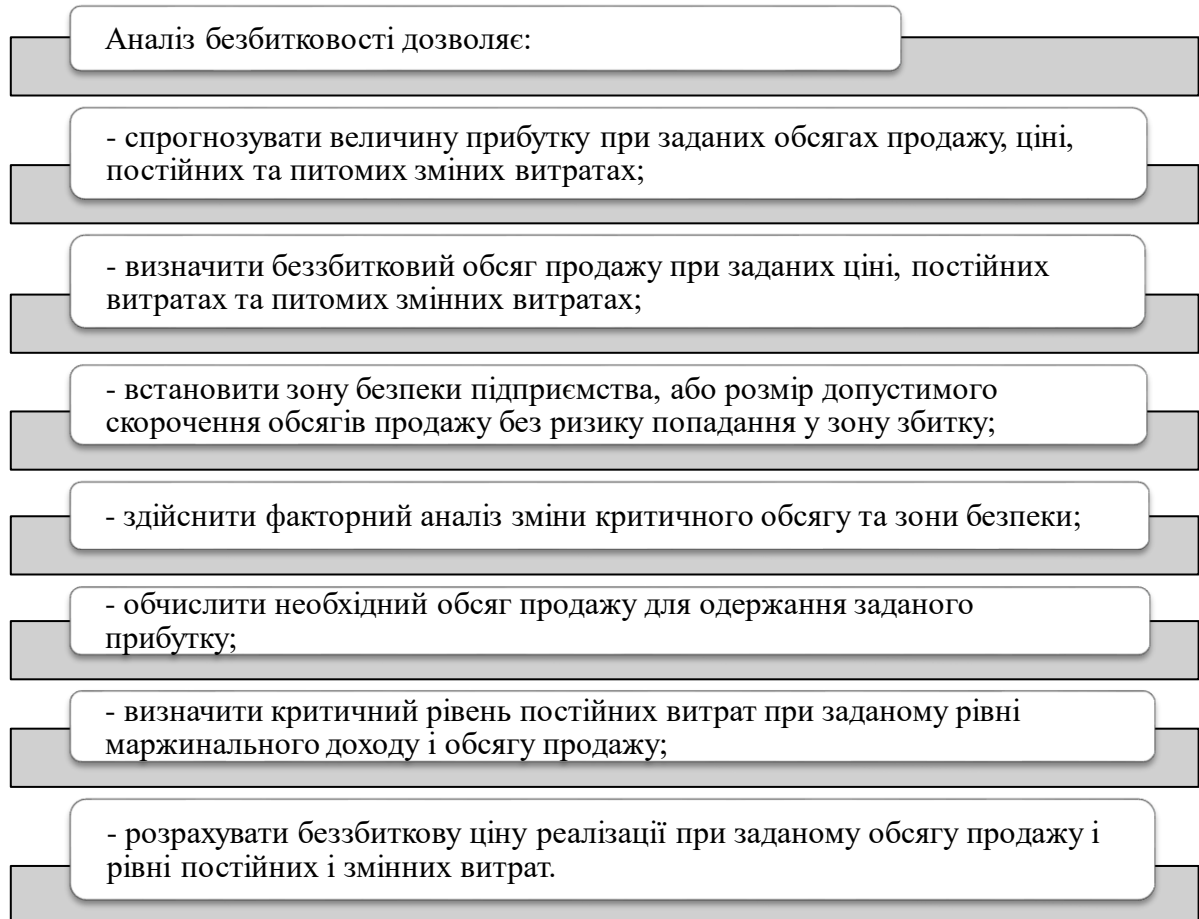 Аналіз безбитковості дозволяє:
- спрогнозувати величину прибутку при заданих обсягах продажу, ціні,
постійних та питомих зміних витратах;
- визначити беззбитковий обсяг продажу при заданих ціні, постійних
витратах та питомих змінних витратах;
- встановити зону безпеки підприємства, або розмір допустимого
скорочення обсягів продажу без ризику попадання у зону збитку;
- здійснити факторний аналіз зміни критичного обсягу та зони безпеки;
- обчислити необхідний обсяг продажу для одержання заданого
прибутку;
- визначити критичний рівень постійних витрат при заданому рівні
маржинального доходу і обсягу продажу;
- розрахувати беззбиткову ціну реалізації при заданому обсягу продажу і
рівні постійних і змінних витрат.